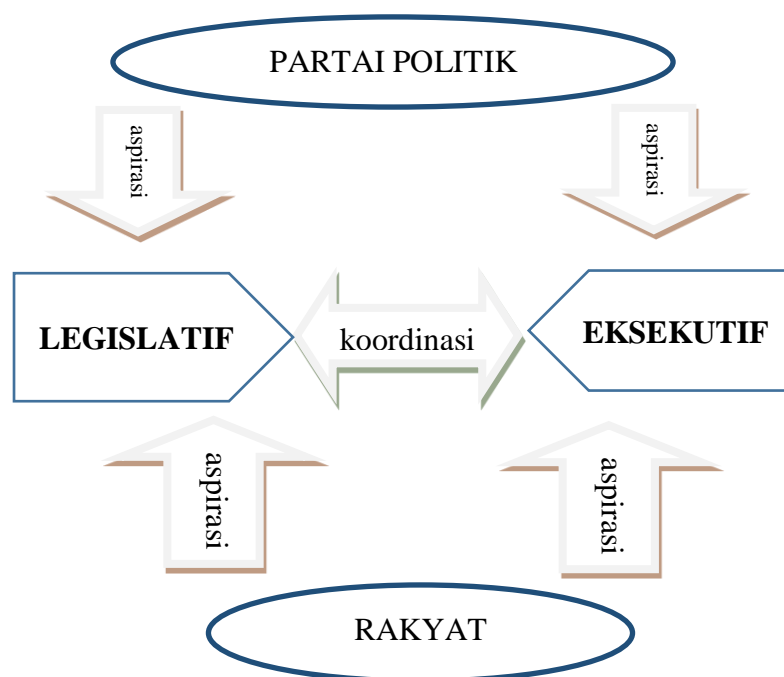 PARTAI POLITIK
aspirasi
aspirasi
LEGISLATIF
koordinasi
EKSEKUTIF
aspirasi
aspirasi
RAKYAT